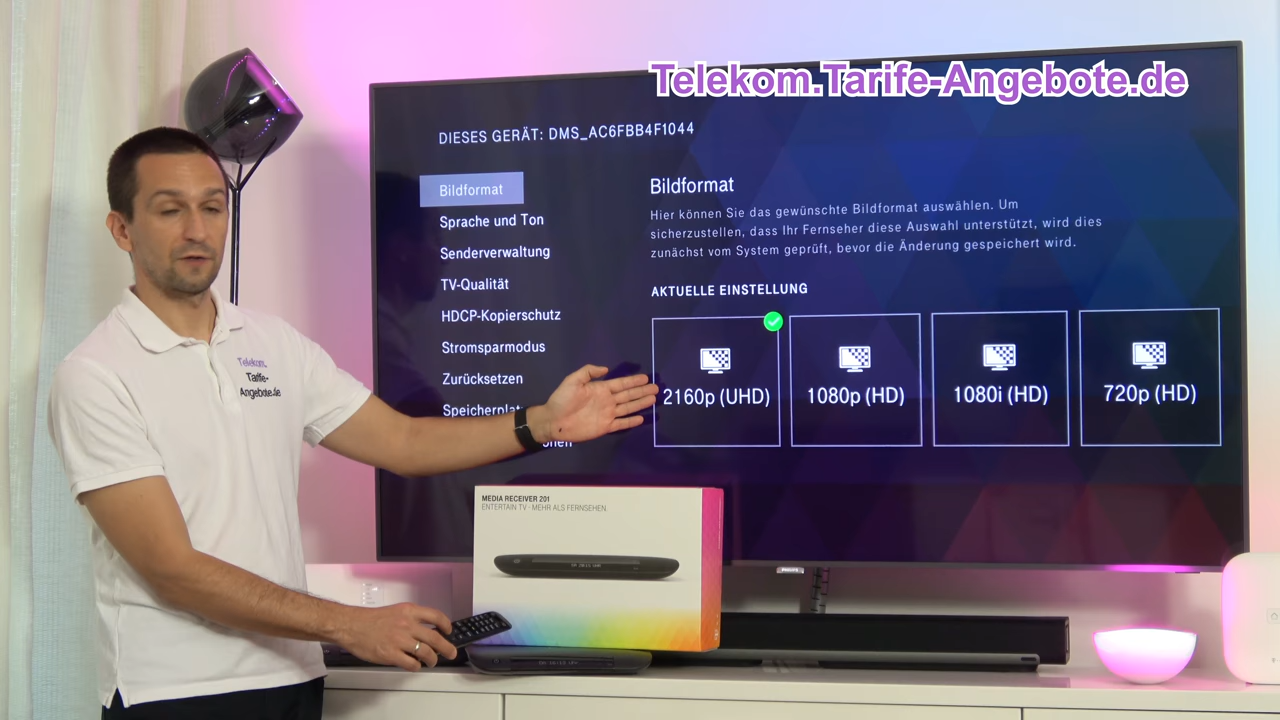 Telekom.Tarife-Angebote.de
DIESES GERÄT: DMS_AC6FBB4F1044
Bildformat
Sprache und Ton
Senderverwaltung
TV-Qualität
HDCP-Kopierschutz
Stromsparmodus
Zurücksetzen
Bildformat
Hier können Sie das gewünschte Bildformat auswählen. Um
sicherzustellen, dass Ihr Fernseher diese Auswahl unterstützt, wird dies
zunächst vom System geprüft, bevor die Änderung gespeichert wird.
AKTUELLE EINSTELLUNG
2160p (UHD)
1080p (HD)
1080i (HD)
720p (HD)
Telekom.
Tarife-
Angebote.de
MEDIA RECEIVER 201
ENTERTAIN TV - MEHR ALS FERNSEHEN.
PHILIPS